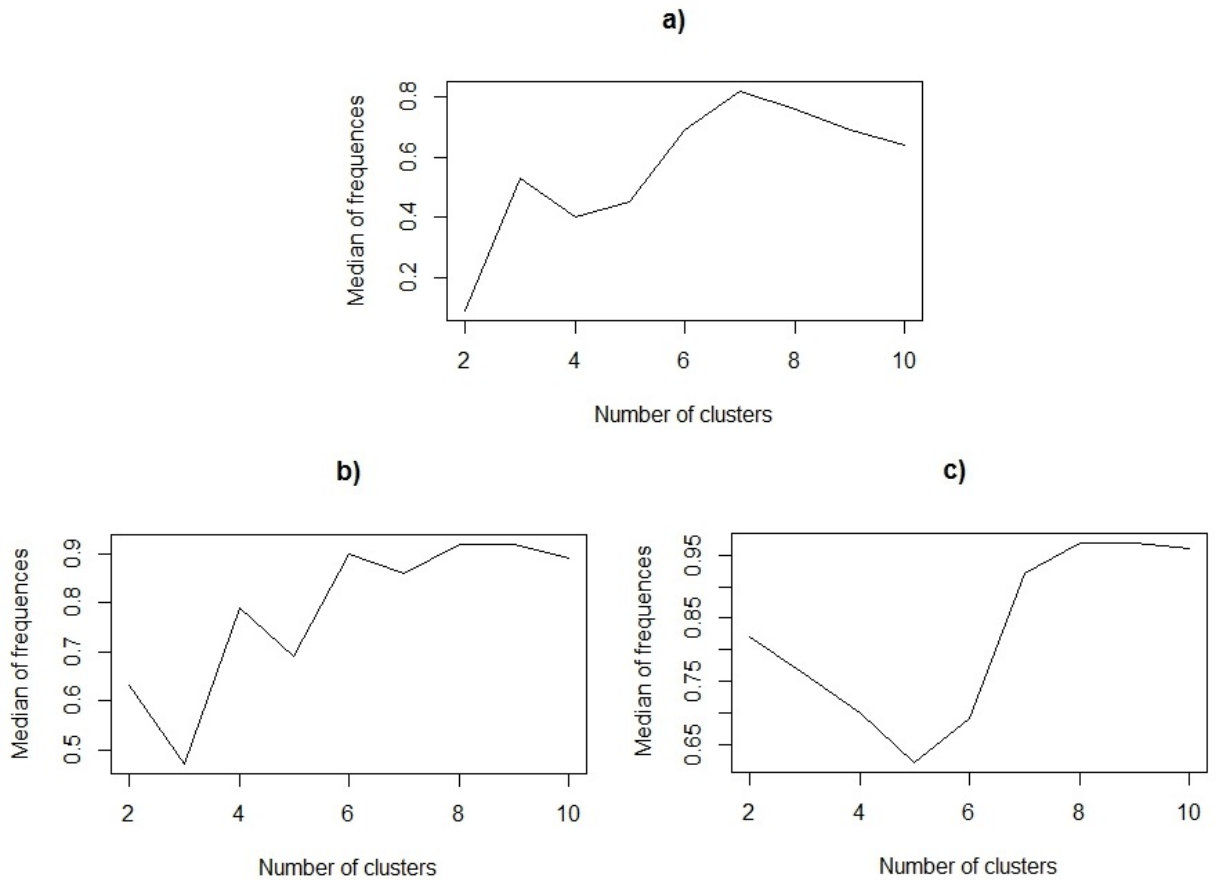 a)
Median of frequences
0.8
0.6
0.4
0.2
2 4 6 8 10
Number of clusters
b)
Median of frequences
0.9
0.8
0.7
0.6
0.5
2 4 6 8 10
Number of clusters
c)
Median of frequences
0.95
0.85
0.75
0.65
2 4 6 8 10
Number of clusters